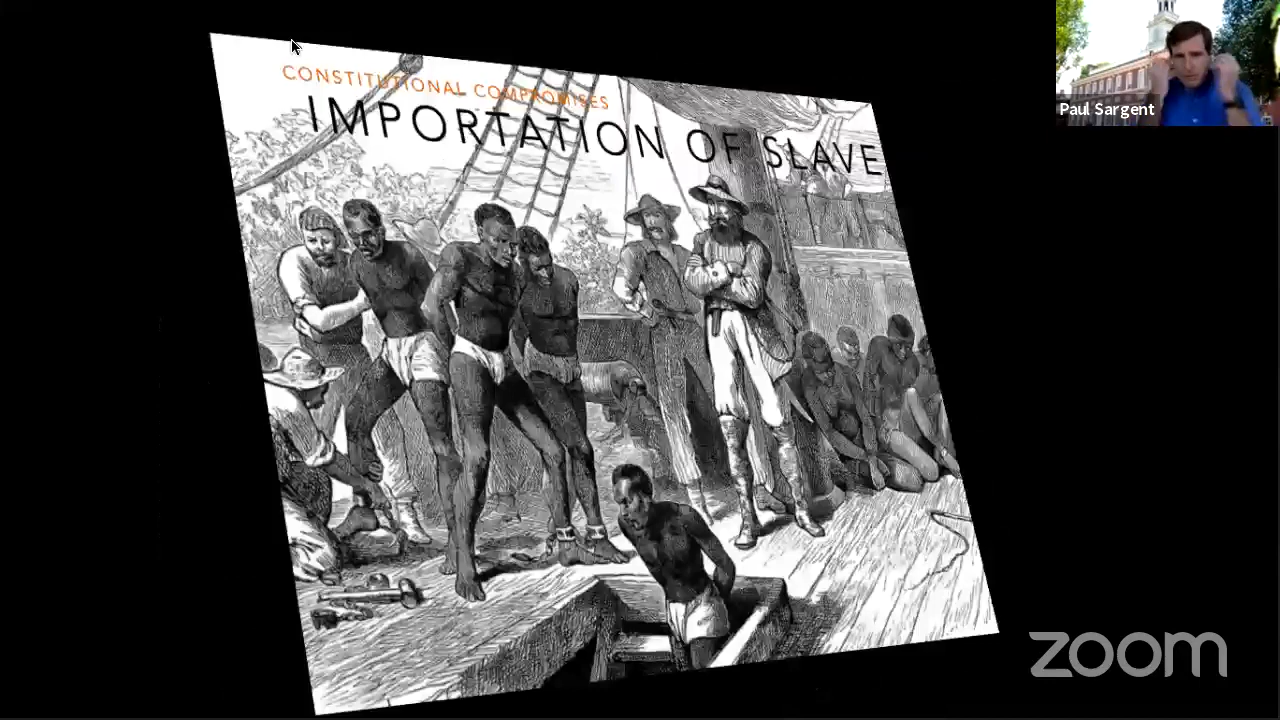 CONSTITUTIONAL COMPROMISES
IMPORTATION OF SLAVE
Paul Sargent
zoom